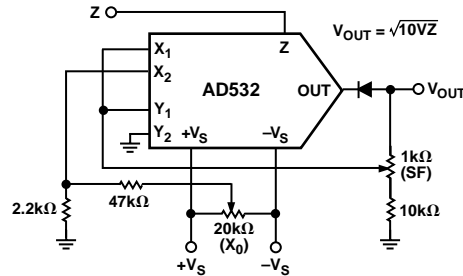 Z
V_OUT = √10VZ
X₁
X₂
Z
AD532
OUT
V_OUT
Y₁
Y₂
+V_S
–V_S
1kΩ
(SF)
47kΩ
2.2kΩ
20kΩ
(X₀)
10kΩ
+V_S
–V_S